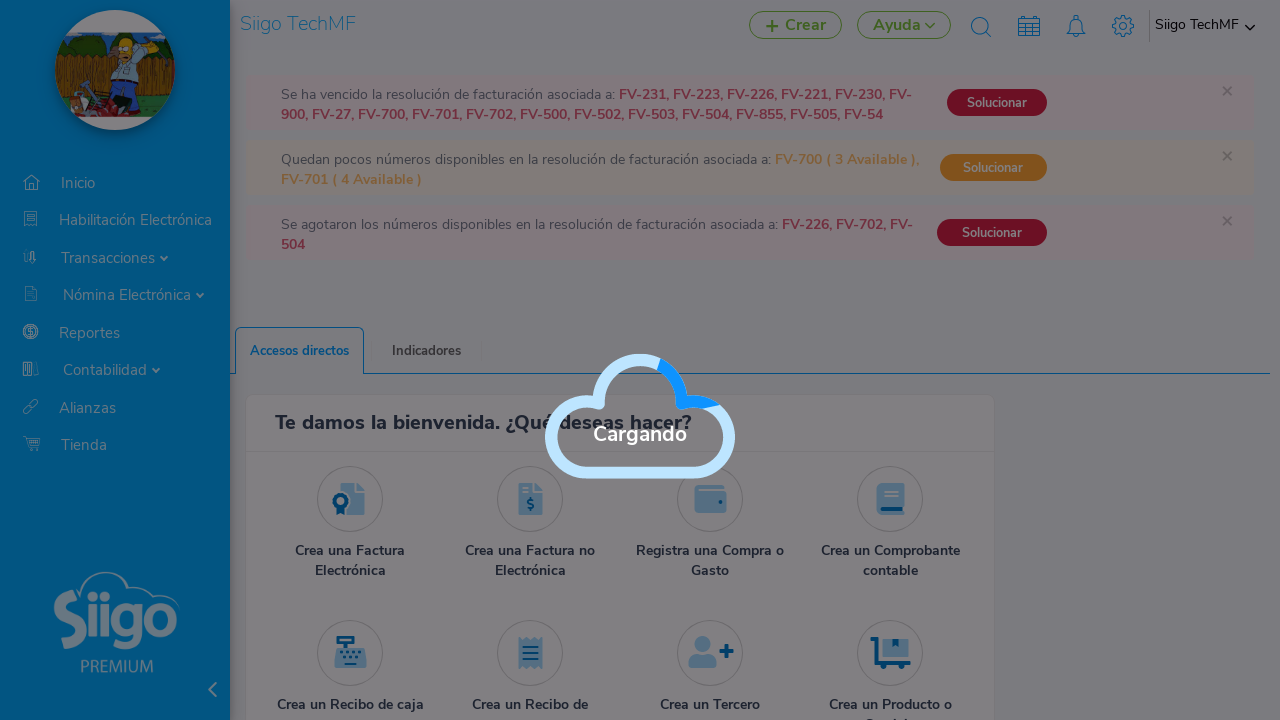 Siigo TechMF
Crear
Ayuda
Siigo TechMF
Inicio
Habilitación Electrónica
Transacciones
Nómina Electrónica
Reportes
Contabilidad
Alianzas
Tienda
Siigo
PREMIUM
Se ha vencido la resolución de facturación asociada a: FV-231, FV-223, FV-226, FV-221, FV-230, FV-
900, FV-27, FV-700, FV-701, FV-702, FV-500, FV-502, FV-503, FV-504, FV-855, FV-505, FV-54
Solucionar
×
Quedan pocos números disponibles en la resolución de facturación asociada a: FV-700 ( 3 Available ),
FV-701 ( 4 Available )
Solucionar
×
Se agotaron los números disponibles en la resolución de facturación asociada a: FV-226, FV-702, FV-
504
Solucionar
×
Accesos directos
Indicadores
Te damos la bienvenida. ¿Qué deseas hacer?
Cargando
Crea una Factura
Electrónica
Crea una Factura no
Electrónica
Registra una Compra o
Gasto
Crea un Comprobante
contable
Crea un Recibo de caja
Crea un Recibo de
Crea un Tercero
Crea un Producto o